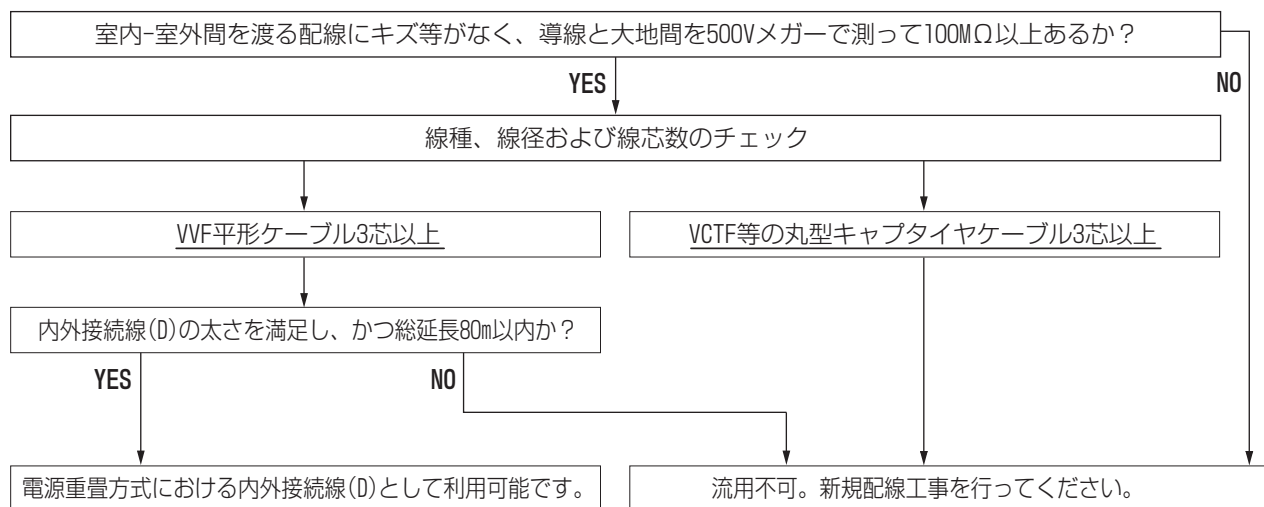 室内-室外間を渡る配線にキズ等がなく、導線と大地間を500Vメガーで測って100MΩ以上あるか？
YES
NO
線種、線径および線芯数のチェック
VVF平形ケーブル3芯以上
VCTF等の丸型キャプタイヤケーブル3芯以上
内外接続線(D)の太さを満足し、かつ総延長80m以内か？
YES
NO
電源重畳方式における内外接続線(D)として利用可能です。
流用不可。新規配線工事を行ってください。